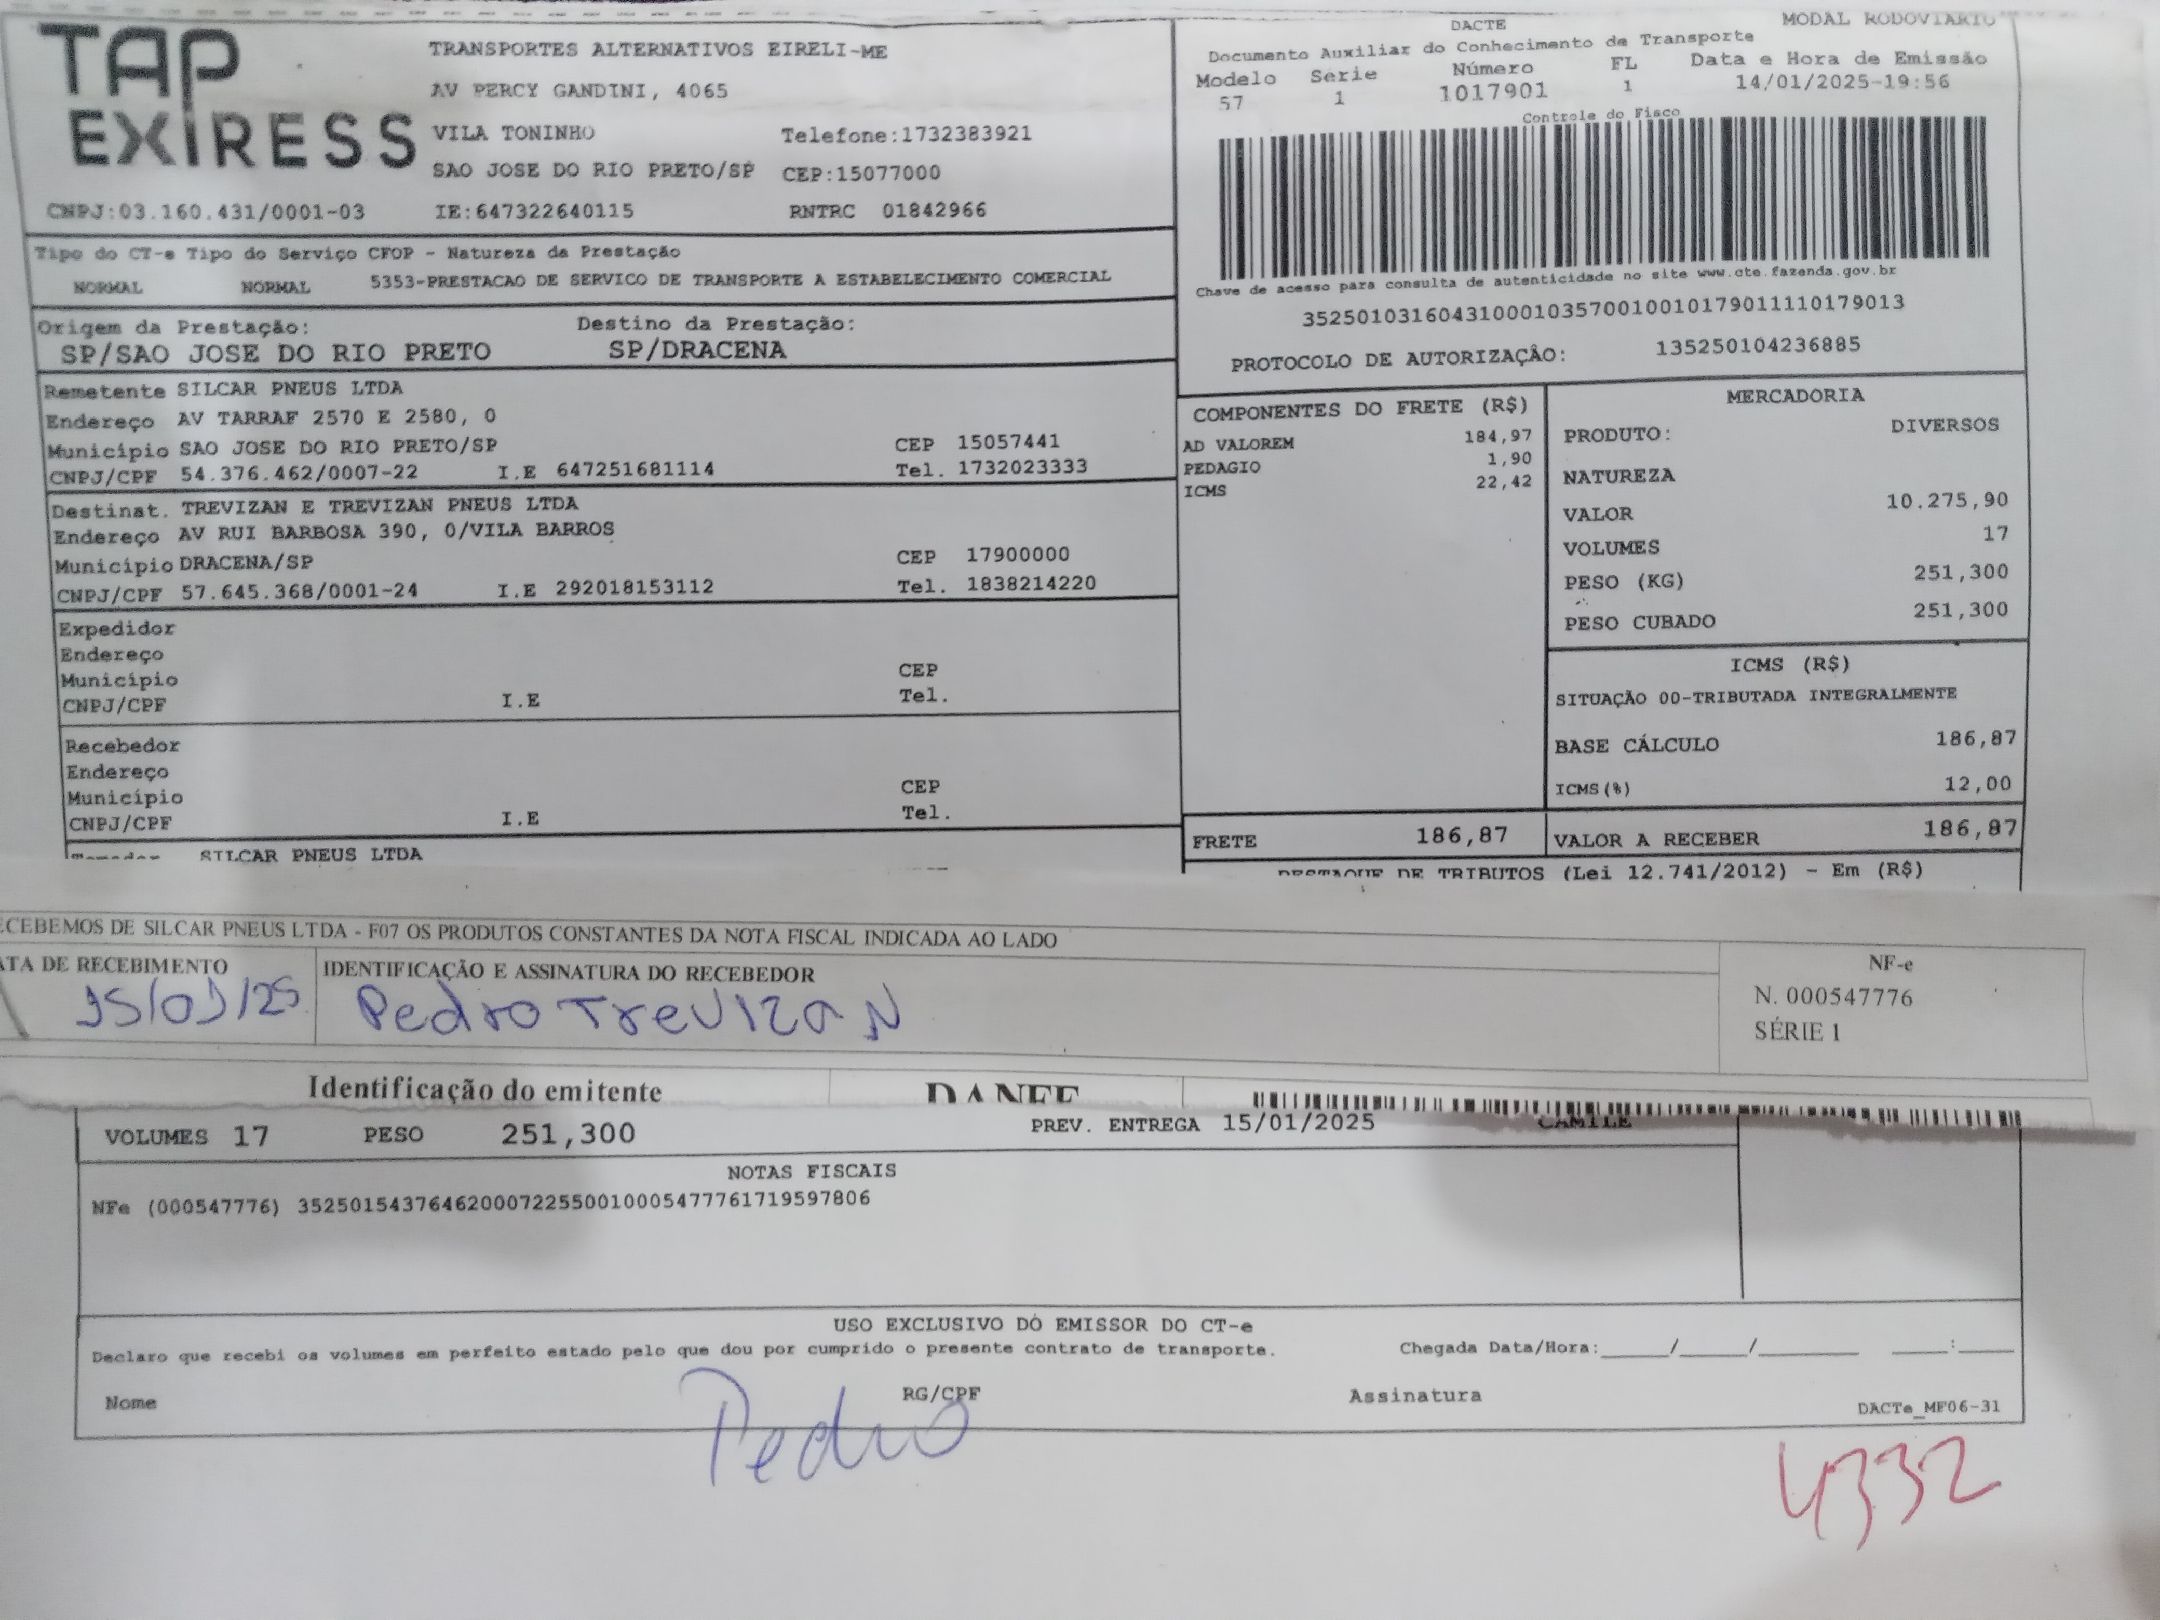 TAP
EXPRESS
TRANSPORTES ALTERNATIVOS EIRELI-ME
AV PERCY GANDINI, 4065
VILA TONINHO Telefone:1732383921
SAO JOSE DO RIO PRETO/SP CEP:15077000
CNPJ:03.160.431/0001-03 IE:647322640115 RNTRC 01842966
DACTE MODAL RODOVIARIO
Documento Auxiliar do Conhecimento de Transporte
Modelo Serie Número FL Data e Hora de Emissão
57 1 1017901 1 14/01/2025-19:56
Controle do Fisco
Chave de acesso para consulta de autenticidade no site www.cte.fazenda.gov.br
35250103160431000103570010010179011110179013
PROTOCOLO DE AUTORIZAÇÃO: 135250104236885
Tipo do CT-e Tipo do Serviço CFOP - Natureza da Prestação
NORMAL NORMAL 5353-PRESTACAO DE SERVICO DE TRANSPORTE A ESTABELECIMENTO COMERCIAL
Origem da Prestação: Destino da Prestação:
SP/SAO JOSE DO RIO PRETO SP/DRACENA
Remetente SILCAR PNEUS LTDA
Endereço AV TARRAF 2570 E 2580, 0
Município SAO JOSE DO RIO PRETO/SP CEP 15057441
CNPJ/CPF 54.376.462/0007-22 I.E 647251681114 Tel. 1732023333
Destinat. TREVIZAN E TREVIZAN PNEUS LTDA
Endereço AV RUI BARBOSA 390, 0/VILA BARROS
Município DRACENA/SP CEP 17900000
CNPJ/CPF 57.645.368/0001-24 I.E 292018153112 Tel. 1838214220
Expedidor
Endereço
Município CEP
CNPJ/CPF I.E Tel.
Recebedor
Endereço
Município CEP
CNPJ/CPF I.E Tel.
SILCAR PNEUS LTDA
COMPONENTES DO FRETE (R$)
AD VALOREM 184,97
PEDAGIO 1,90
ICMS 22,42
FRETE 186,87
MERCADORIA
PRODUTO: DIVERSOS
NATUREZA
VALOR 10.275,90
VOLUMES 17
PESO (KG) 251,300
PESO CUBADO 251,300
ICMS (R$)
SITUAÇÃO 00-TRIBUTADA INTEGRALMENTE
BASE CÁLCULO 186,87
ICMS(%) 12,00
VALOR A RECEBER 186,87
DESTAQUE DE TRIBUTOS (Lei 12.741/2012) - Em (R$)
ECEBEMOS DE SILCAR PNEUS LTDA - F07 OS PRODUTOS CONSTANTES DA NOTA FISCAL INDICADA AO LADO
ATA DE RECEBIMENTO IDENTIFICAÇÃO E ASSINATURA DO RECEBEDOR
15/01/25 Pedro TrevizaN
NF-e
N. 000547776
SÉRIE 1
Identificação do emitente DANFE
VOLUMES 17 PESO 251,300 PREV. ENTREGA 15/01/2025 CAMILE
NOTAS FISCAIS
NFe (000547776) 35250154376462000722550010005477761719597806
USO EXCLUSIVO DO EMISSOR DO CT-e
Declaro que recebi os volumes em perfeito estado pelo que dou por cumprido o presente contrato de transporte. Chegada Data/Hora:_____/_____/_______ ____:____
Nome RG/CPF Assinatura
DACTe_MF06-31
Pedro
4332